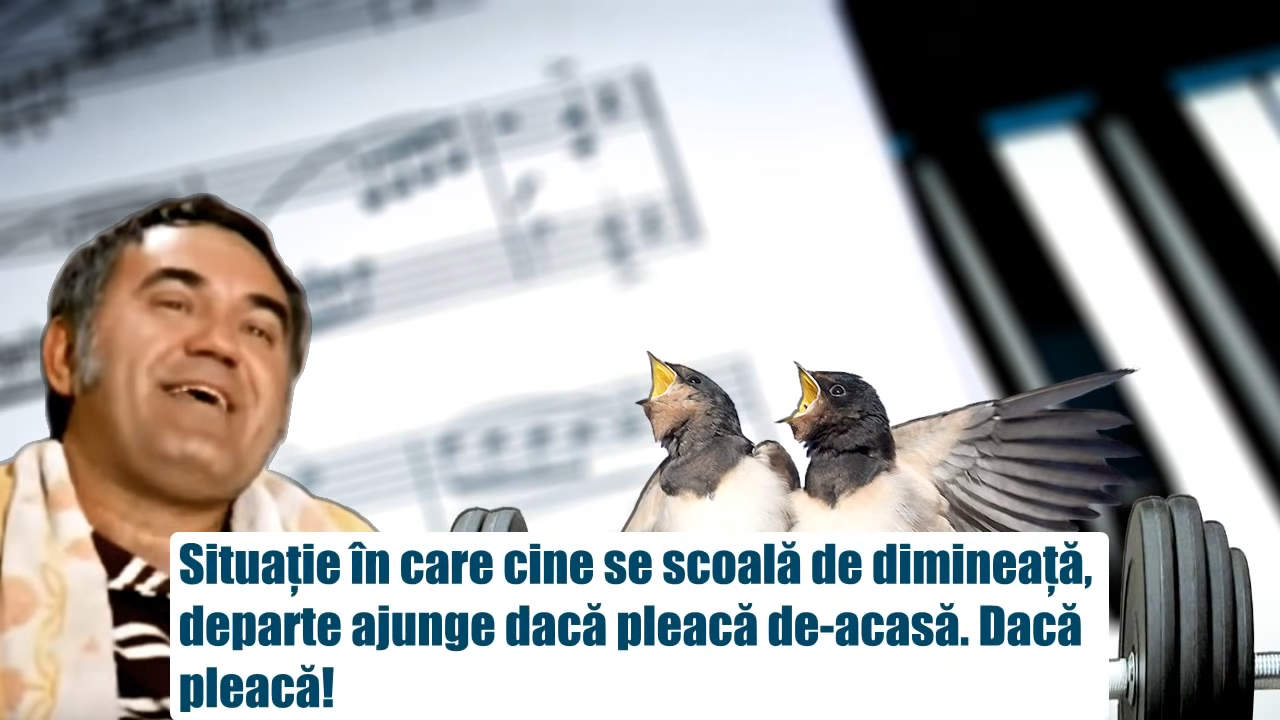 Situație în care cine se scoală de dimineață,
departe ajunge dacă pleacă de-acasă. Dacă
pleacă!